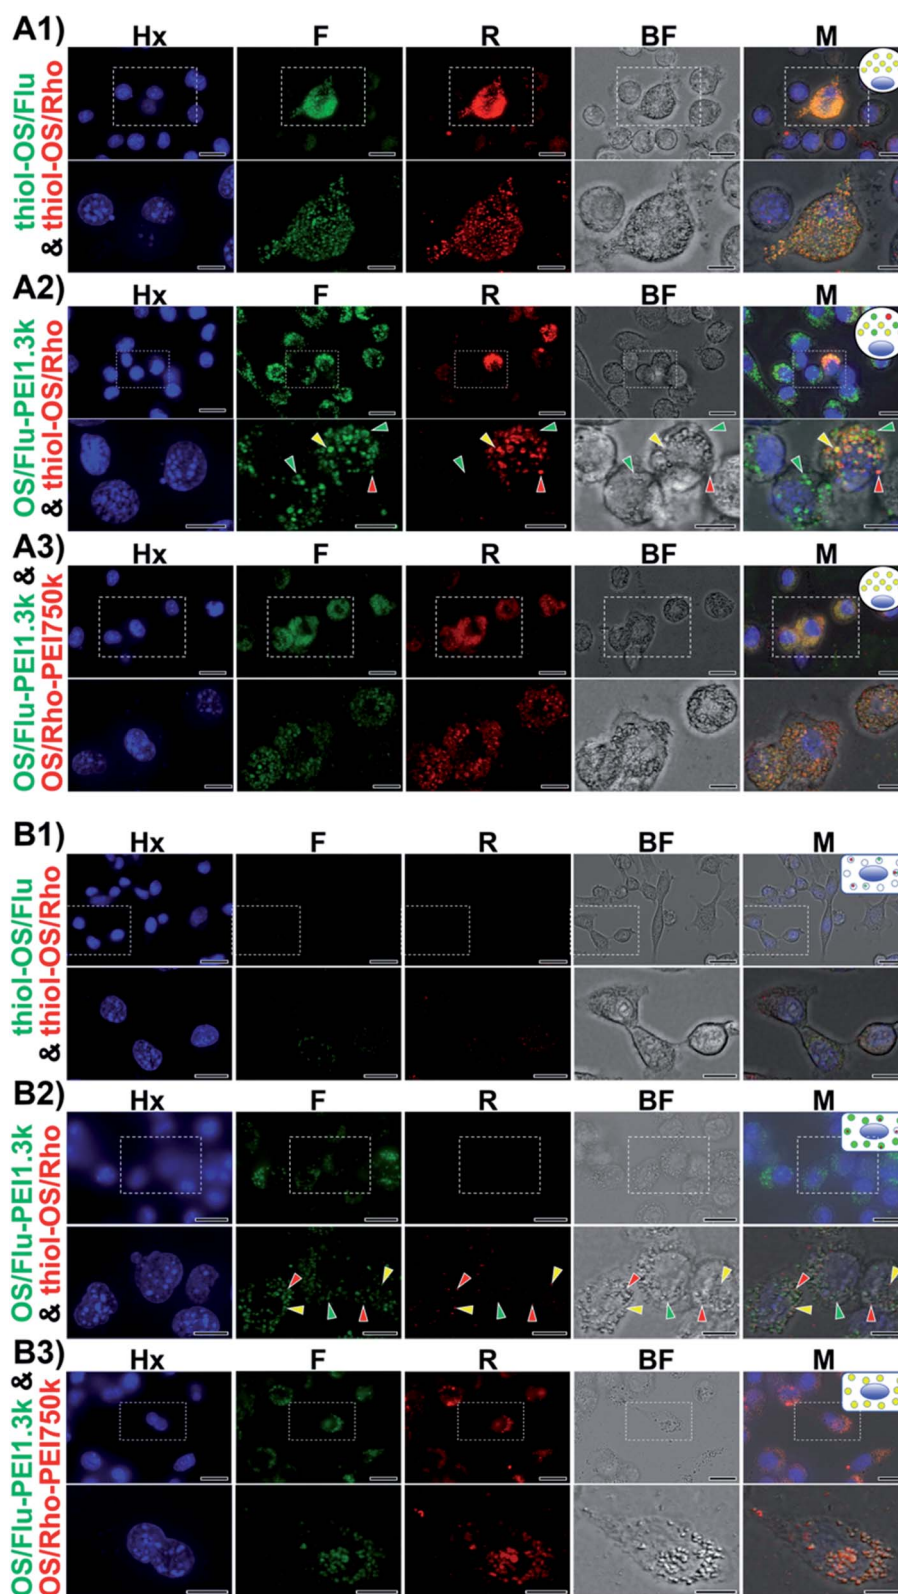 A1)
Hx F R BF M
thiol-OS/Flu
& thiol-OS/Rho
A2)
Hx F R BF M
OS/Flu-PEI1.3k
& thiol-OS/Rho
A3)
Hx F R BF M
OS/Flu-PEI1.3k &
OS/Rho-PEI750k
B1)
Hx F R BF M
thiol-OS/Flu
& thiol-OS/Rho
B2)
Hx F R BF M
OS/Flu-PEI1.3k
& thiol-OS/Rho
B3)
Hx F R BF M
OS/Flu-PEI1.3k &
OS/Rho-PEI750k